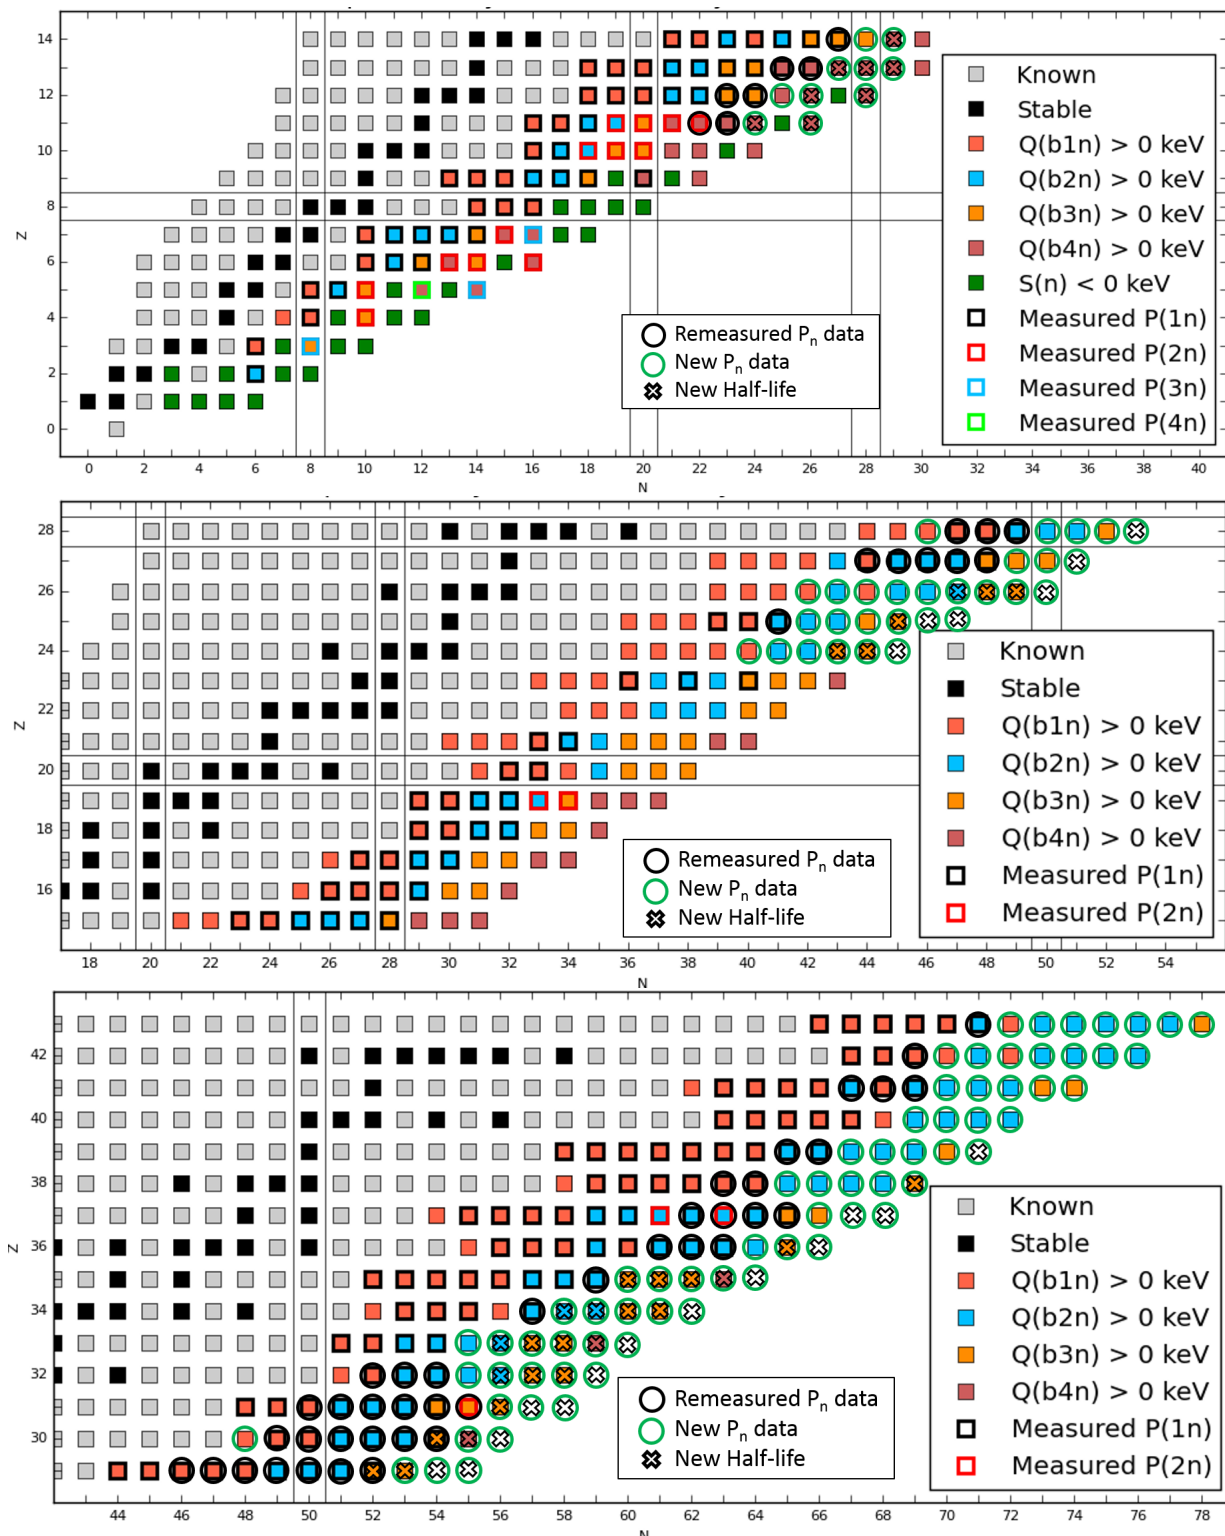 14
12
10
8
6
4
2
0
Z
0 2 4 6 8 10 12 14 16 18 20 22 24 26 28 30 32 34 36 38 40
N
Known
Stable
Q(b1n) > 0 keV
Q(b2n) > 0 keV
Q(b3n) > 0 keV
Q(b4n) > 0 keV
S(n) < 0 keV
Measured P(1n)
Measured P(2n)
Measured P(3n)
Measured P(4n)
Remeasured Pn data
New Pn data
New Half-life
28
26
24
22
20
18
16
Z
18 20 22 24 26 28 30 32 34 36 38 40 42 44 46 48 50 52 54
N
Known
Stable
Q(b1n) > 0 keV
Q(b2n) > 0 keV
Q(b3n) > 0 keV
Q(b4n) > 0 keV
Measured P(1n)
Measured P(2n)
Remeasured Pn data
New Pn data
New Half-life
42
40
38
36
34
32
30
Z
44 46 48 50 52 54 56 58 60 62 64 66 68 70 72 74 76 78
N
Known
Stable
Q(b1n) > 0 keV
Q(b2n) > 0 keV
Q(b3n) > 0 keV
Q(b4n) > 0 keV
Measured P(1n)
Measured P(2n)
Remeasured Pn data
New Pn data
New Half-life